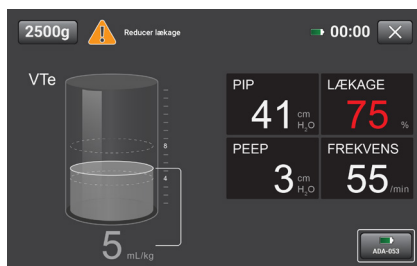 2500g
Reducer lækage
00:00
VTe
8
4
5 mL/kg
PIP
41 cm H₂O
LÆKAGE
75 %
PEEP
3 cm H₂O
FREKVENS
55 /min
ADA-053